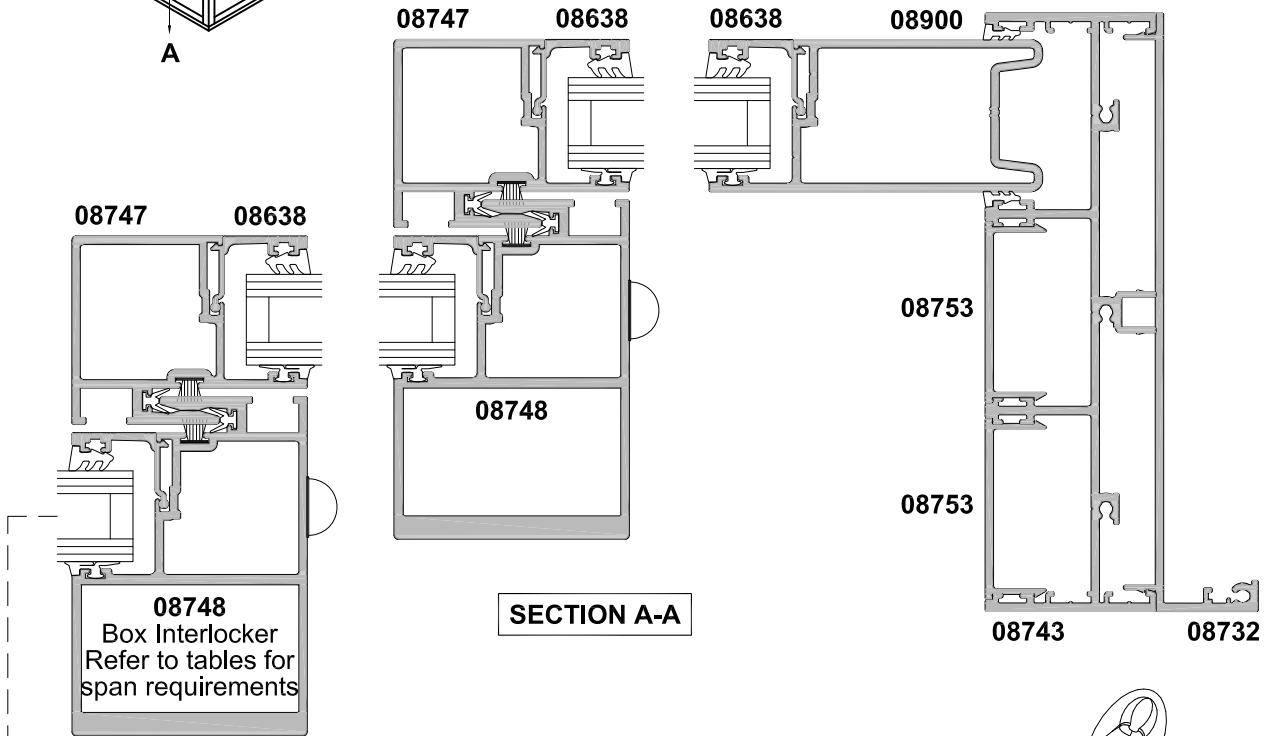 A
08747
08638
08638
08900
08747
08638
08753
08748
08753
08748
Box Interlocker
Refer to tables for
span requirements
SECTION A-A
08743
08732